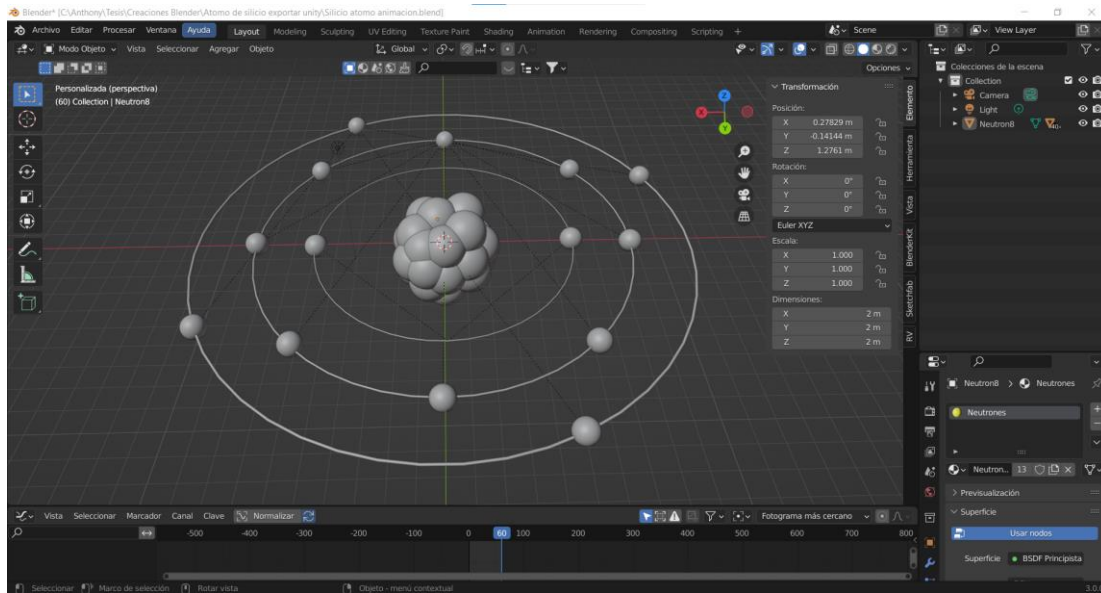 Blender* [C:\Anthony\Tesis\Creaciones Blender\Atomo de silicio exportar unity\Silicio atomo animacion.blend]
Archivo Editar Procesar Ventana Ayuda Layout Modeling Sculpting UV Editing Texture Paint Shading Animation Rendering Compositing Scripting + Scene View Layer
Modo Objeto Vista Seleccionar Agregar Objeto Global
Opciones
Personalizada (perspectiva)
(60) Collection | Neutron8
Z
X
Y
Transformación
Posición:
X 0.27829 m
Y -0.14144 m
Z 1.2761 m
Rotación:
X 0°
Y 0°
Z 0°
Euler XYZ
Escala:
X 1.000
Y 1.000
Z 1.000
Dimensiones:
X 2 m
Y 2 m
Z 2 m
Elemento
Herramienta
Vista
BlenderKit
Sketchfab
RV
Colecciones de la escena
Collection
Camera
Light
Neutron8
Neutron8 > Neutrones
Neutrones
Neutron.. 13
Previsualización
Superficie
Usar nodos
Superficie BSDF Principista
Vista Seleccionar Marcador Canal Clave Normalizar Fotograma más cercano
-500 -400 -300 -200 -100 0 60 100 200 300 400 500 600 700 800
Seleccionar Marco de selección Rotar vista Objeto - menú contextual 3.0.